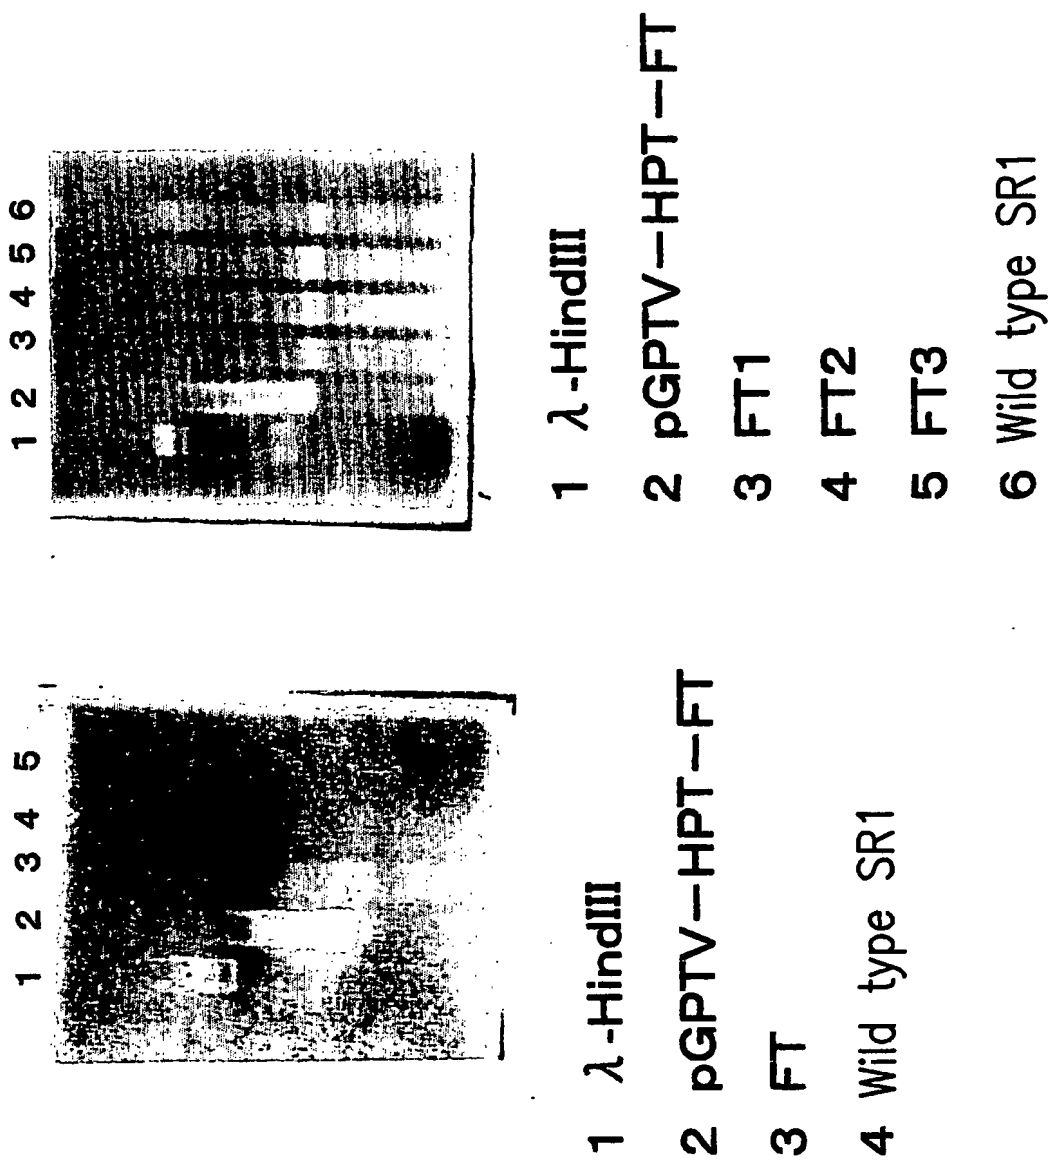 1 2 3 4 5
1 λ-HindIII
2 pGPTV-HPT-FT
3 FT
4 Wild type SR1
1 2 3 4 5 6
1 λ-HindIII
2 pGPTV-HPT-FT
3 FT1
4 FT2
5 FT3
6 Wild type SR1